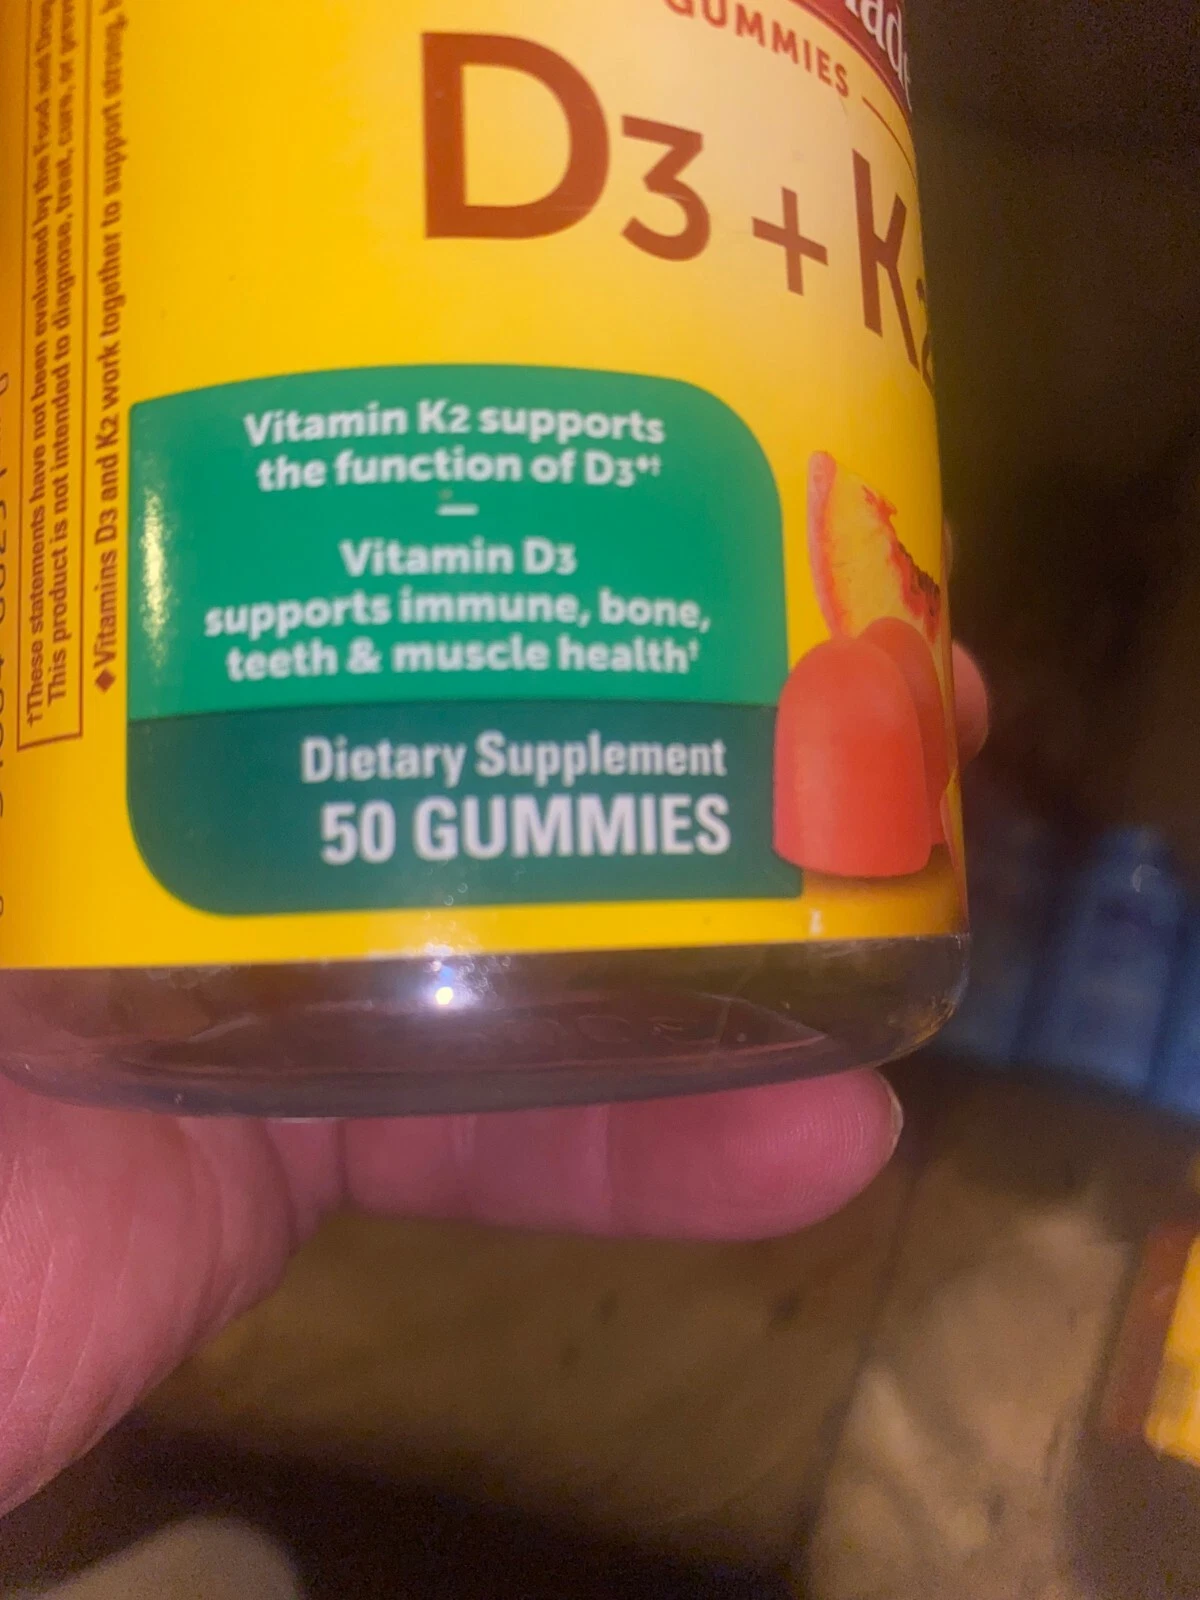 GUMMIES
D3 + K2
Vitamin K2 supports
the function of D3◆†
Vitamin D3
supports immune, bone,
teeth & muscle health†
Dietary Supplement
50 GUMMIES
†These statements have not been evaluated by the Food and Drug
This product is not intended to diagnose, treat, cure, or
◆Vitamins D3 and K2 work together to support strong,